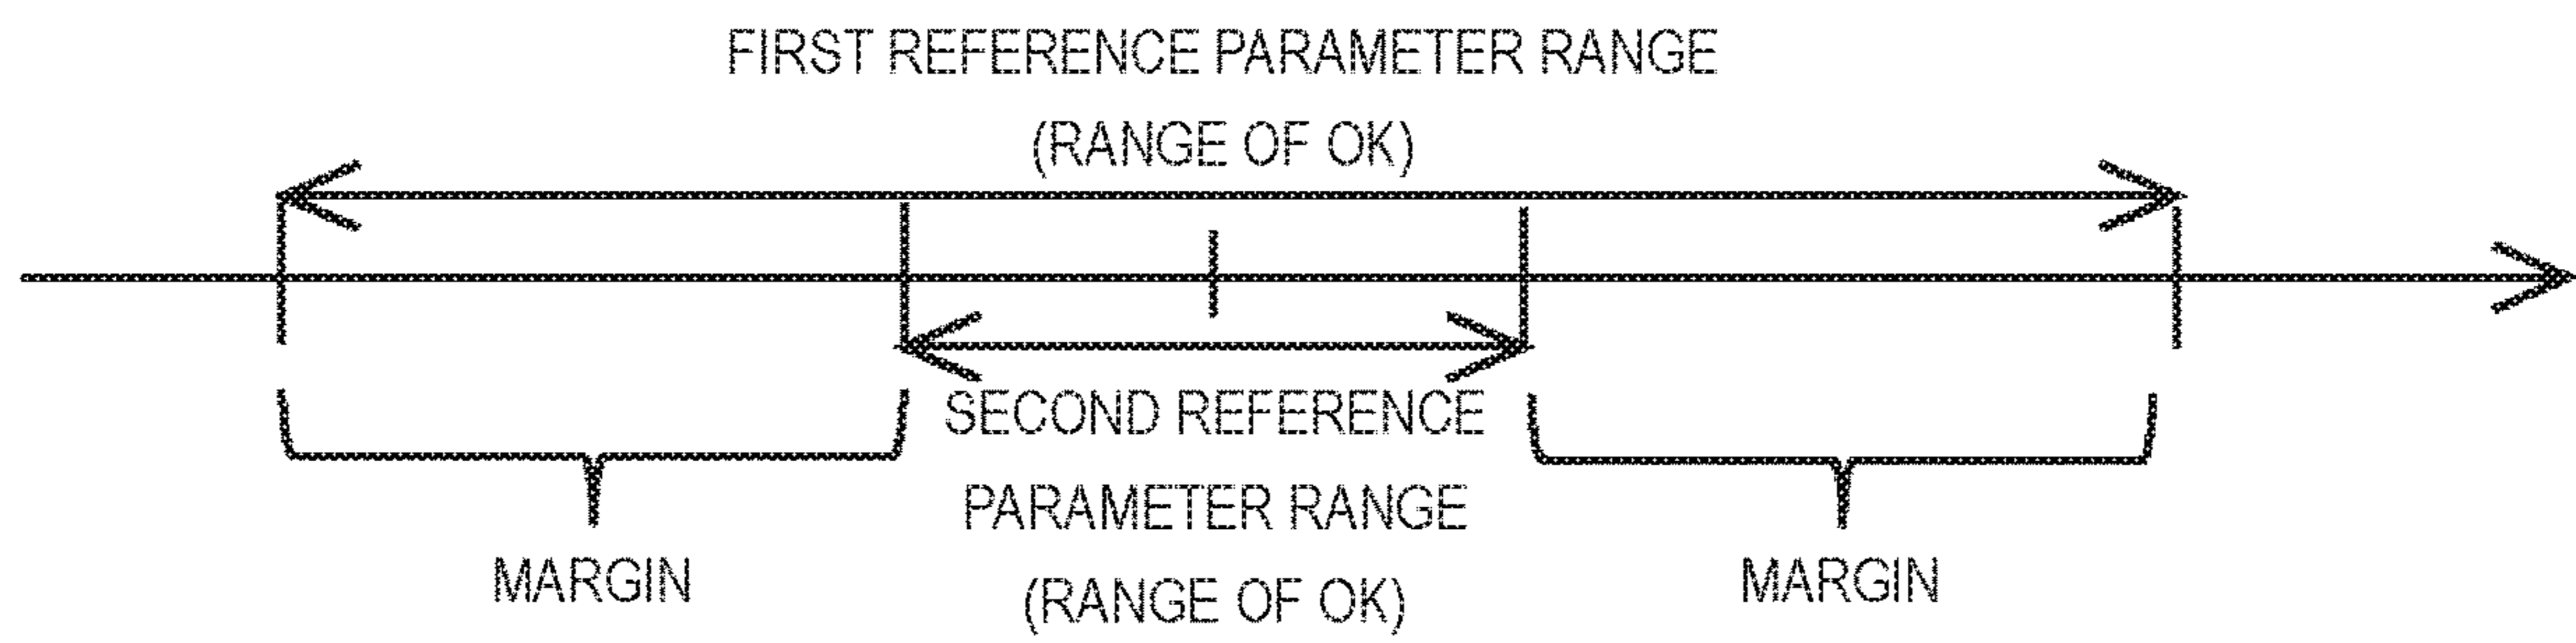 FIRST REFERENCE PARAMETER RANGE
(RANGE OF OK)
SECOND REFERENCE
PARAMETER RANGE
(RANGE OF OK)
MARGIN
MARGIN